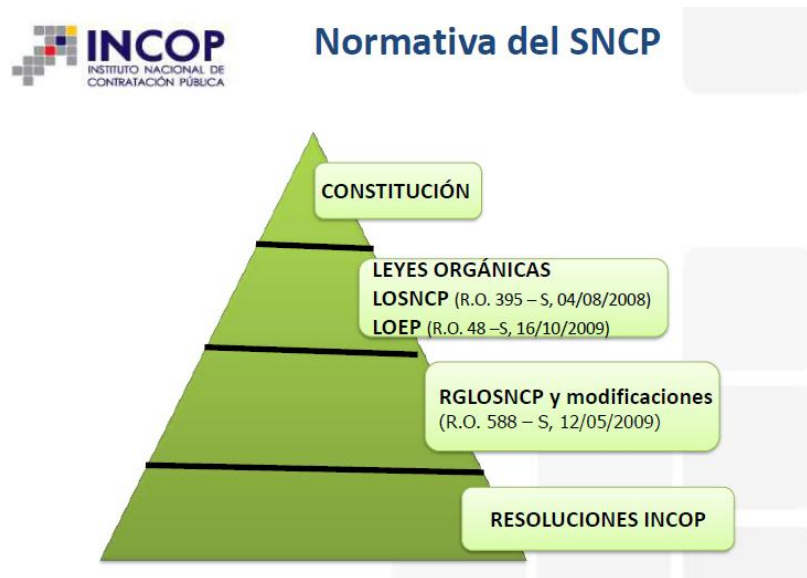 INCOP
INSTITUTO NACIONAL DE
CONTRATACIÓN PÚBLICA
Normativa del SNCP
CONSTITUCIÓN
LEYES ORGÁNICAS
LOSNCP (R.O. 395 – S, 04/08/2008)
LOEP (R.O. 48 –S, 16/10/2009)
RGLOSNCP y modificaciones
(R.O. 588 – S, 12/05/2009)
RESOLUCIONES INCOP